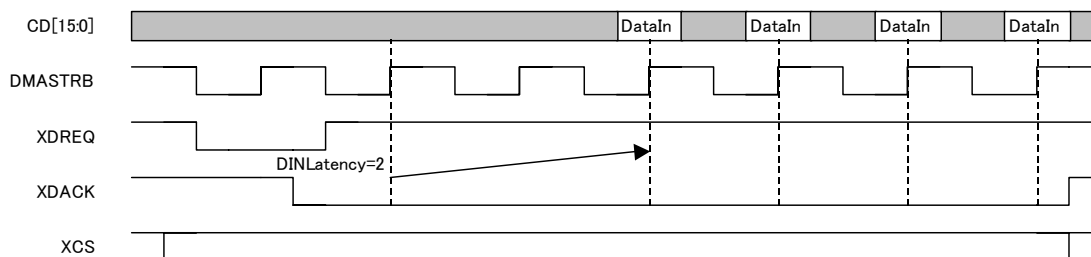 CD[15:0]
DataIn DataIn DataIn DataIn
DMASTRB
XDREQ
DINLatency=2
XDACK
XCS